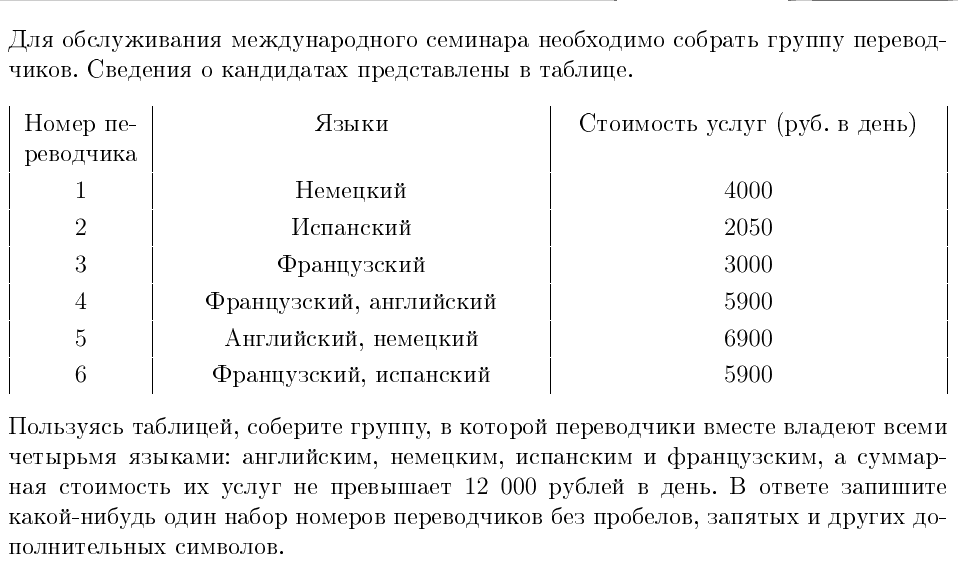 Для обслуживания международного семинара необходимо собрать группу перевод-
чиков. Сведения о кандидатах представлены в таблице.
Номер пе- Языки Стоимость услуг (руб. в день)
реводчика
1 Немецкий 4000
2 Испанский 2050
3 Французский 3000
4 Французский, английский 5900
5 Английский, немецкий 6900
6 Французский, испанский 5900
Пользуясь таблицей, соберите группу, в которой переводчики вместе владеют всеми
четырьмя языками: английским, немецким, испанским и французским, а суммар-
ная стоимость их услуг не превышает 12 000 рублей в день. В ответе запишите
какой-нибудь один набор номеров переводчиков без пробелов, запятых и других до-
полнительных символов.